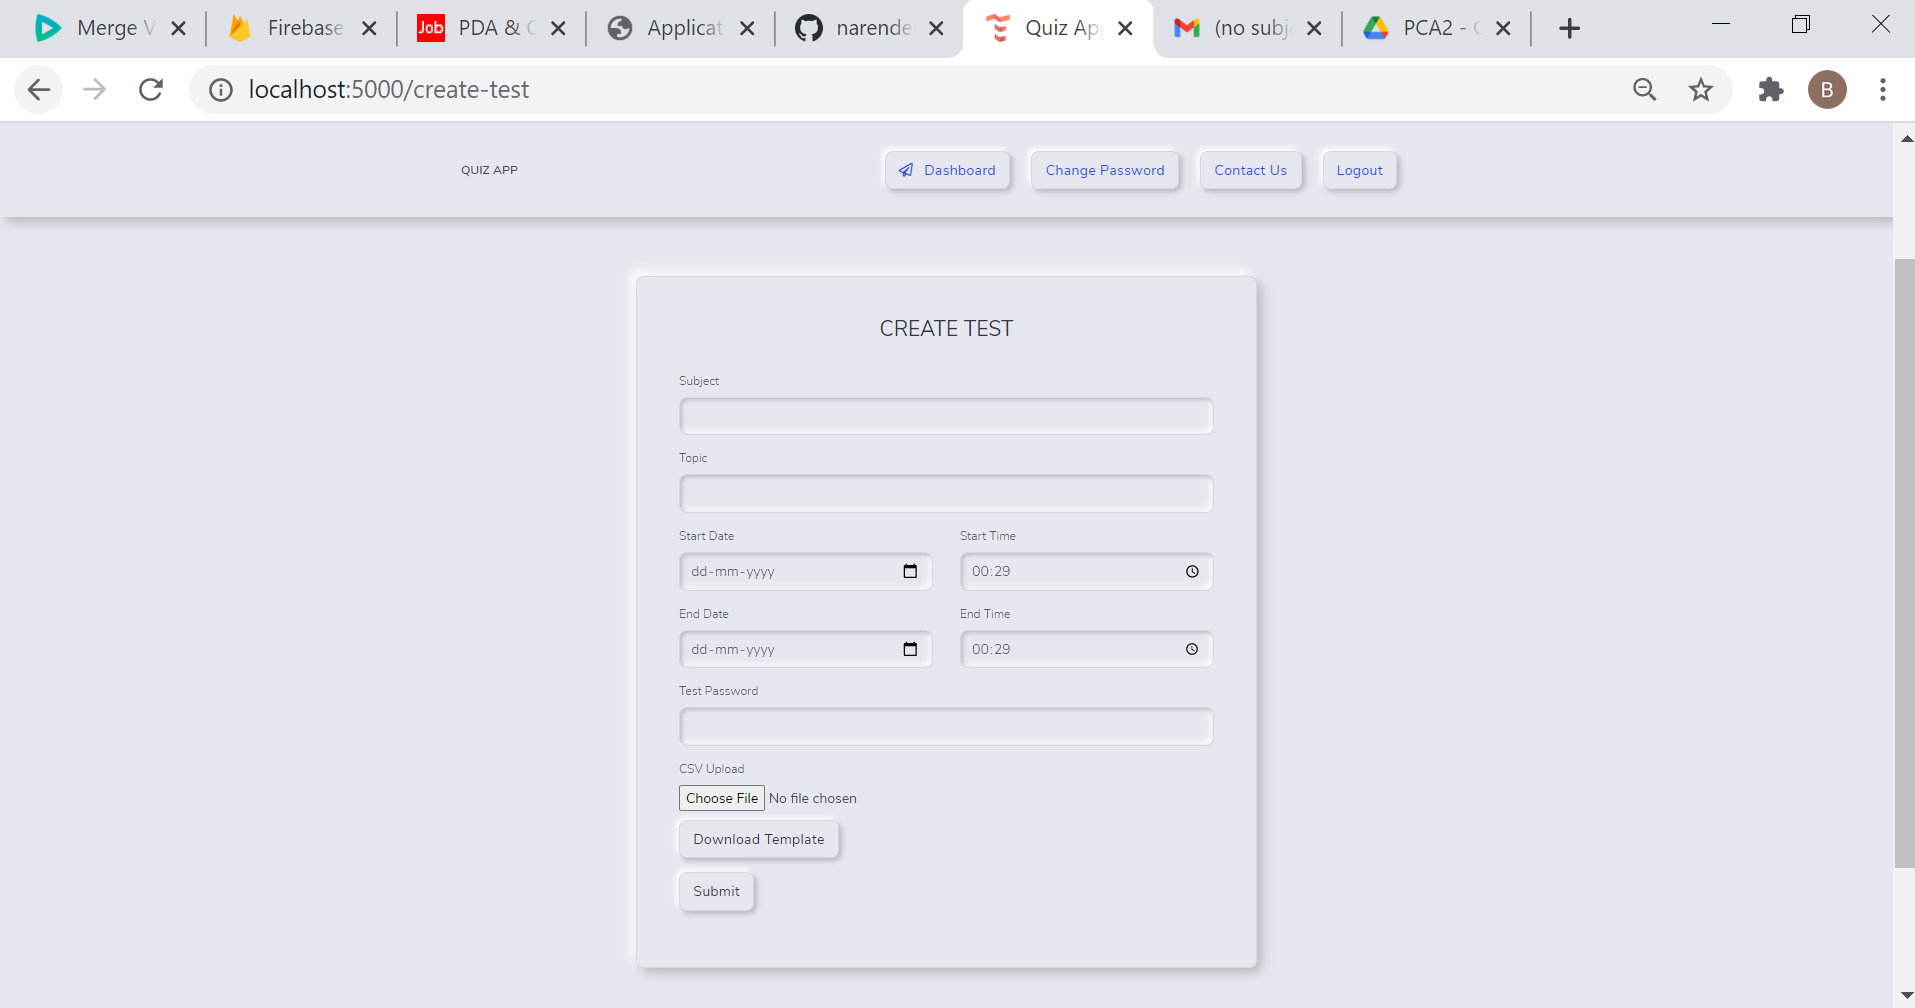 Merge V
Firebase
Job PDA & C
Applicat
narende
Quiz Ap
(no subj
PCA2 -
localhost:5000/create-test
B
QUIZ APP
Dashboard
Change Password
Contact Us
Logout
CREATE TEST
Subject
Topic
Start Date
Start Time
dd-mm-yyyy
00:29
End Date
End Time
dd-mm-yyyy
00:29
Test Password
CSV Upload
Choose File No file chosen
Download Template
Submit